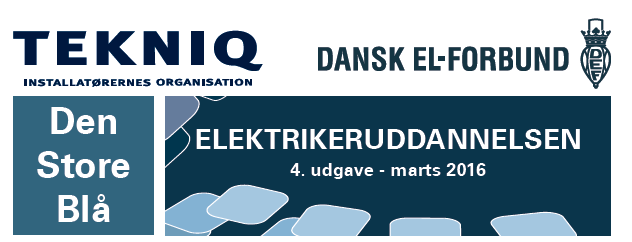 TEKNIQ
INSTALLATØRERNES ORGANISATION
DANSK EL-FORBUND
DEF
Den
Store
Blå
ELEKTRIKERUDDANNELSEN
4. udgave - marts 2016